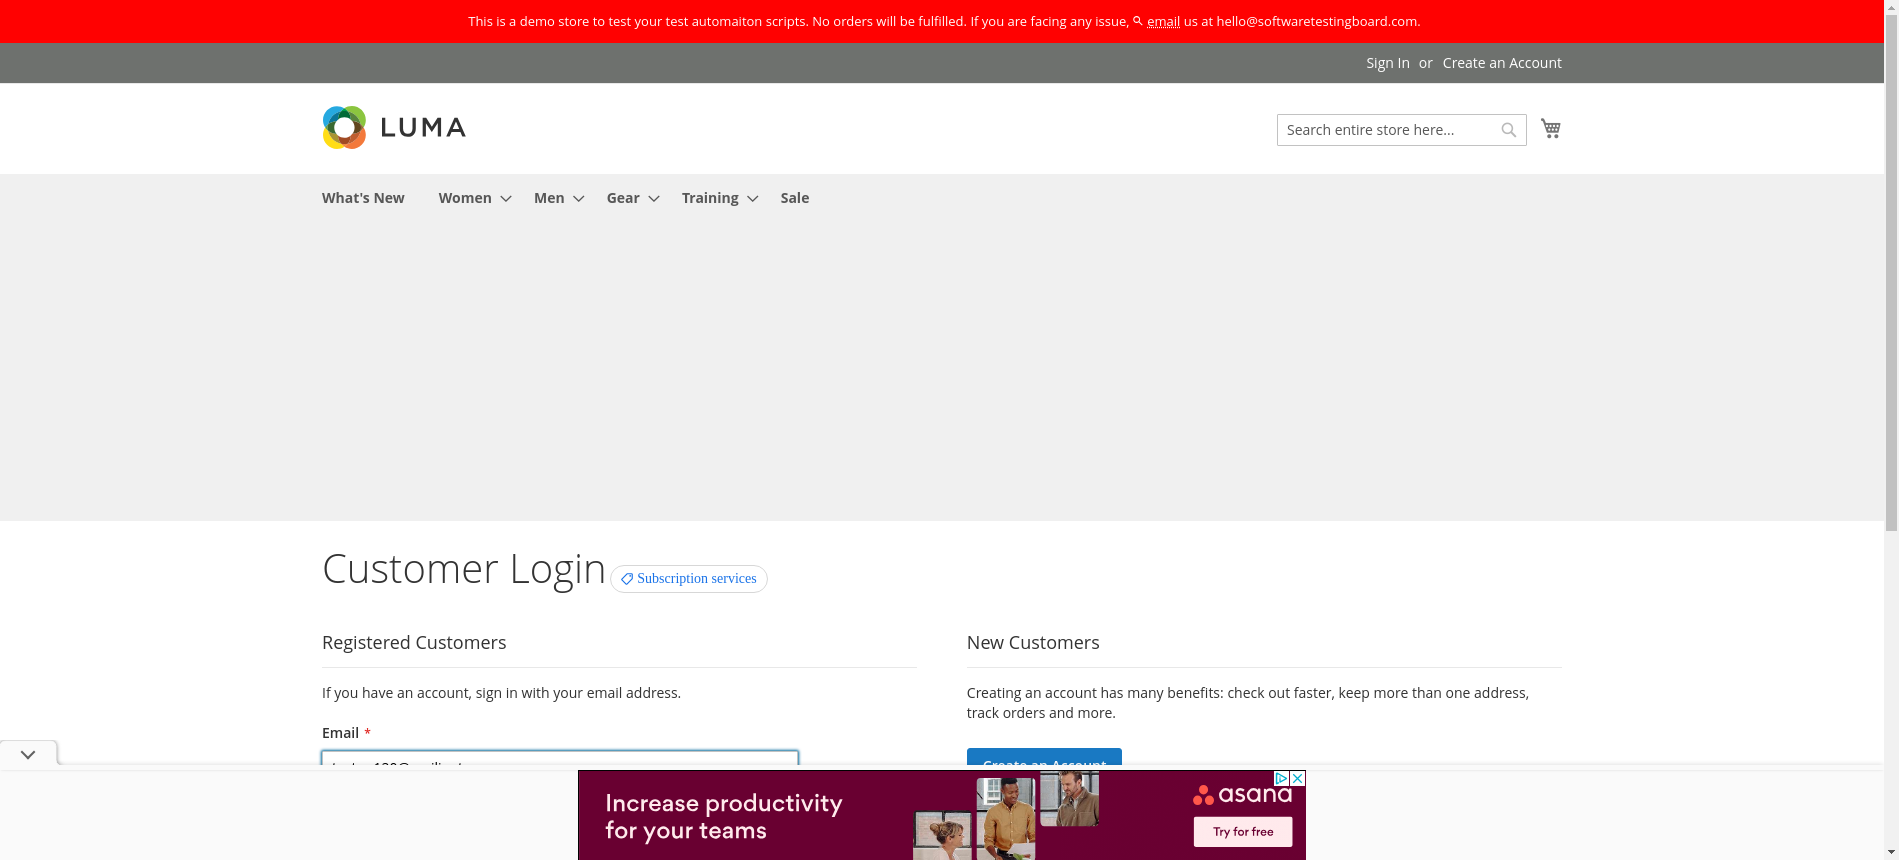 This is a demo store to test your test automaiton scripts. No orders will be fulfilled. If you are facing any issue, email us at hello@softwaretestingboard.com.
Sign In or Create an Account
LUMA
Search entire store here...
What's New Women Men Gear Training Sale
Customer Login
Subscription services
Registered Customers
If you have an account, sign in with your email address.
Email *
New Customers
Creating an account has many benefits: check out faster, keep more than one address,
track orders and more.
Create an Account
Increase productivity
for your teams
asana
Try for free